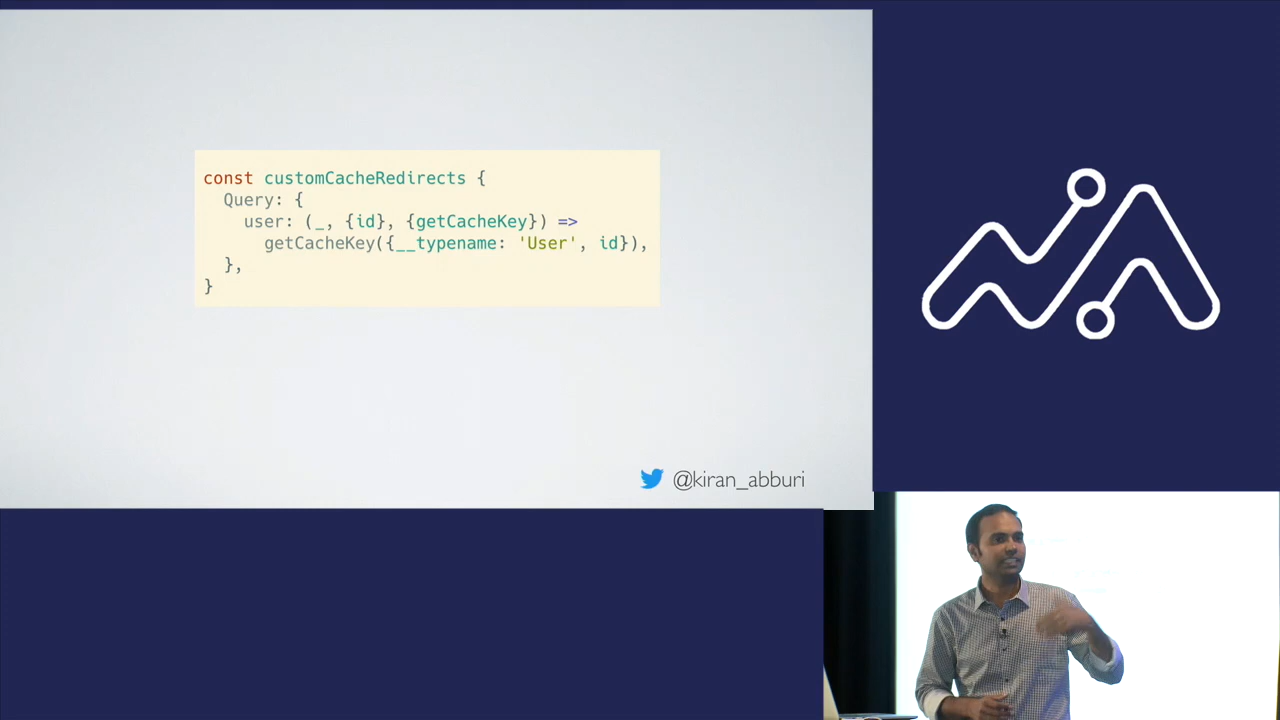 const customCacheRedirects {
  Query: {
    user: (_, {id}, {getCacheKey}) =>
      getCacheKey({__typename: 'User', id}),
  },
}
@kiran_abburi